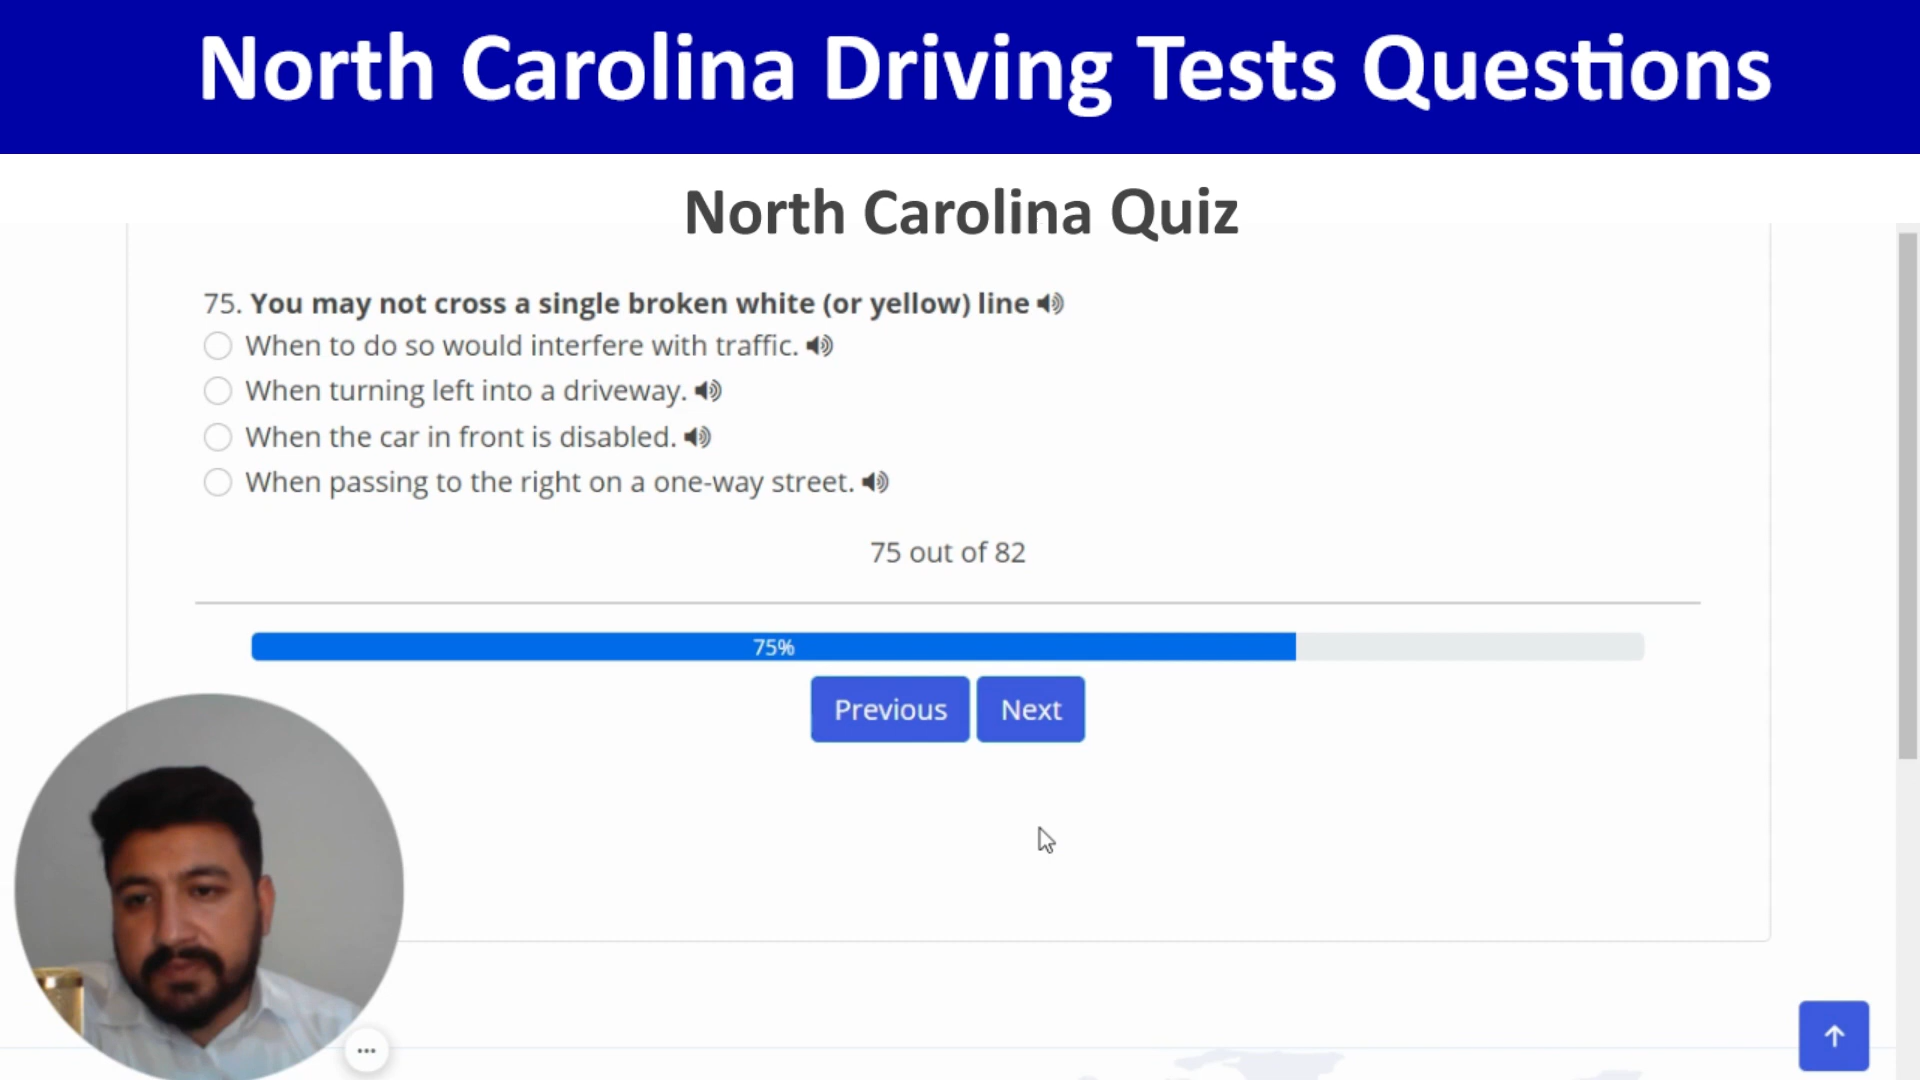 North Carolina Driving Tests Questions
North Carolina Quiz
75. You may not cross a single broken white (or yellow) line
When to do so would interfere with traffic.
When turning left into a driveway.
When the car in front is disabled.
When passing to the right on a one-way street.
75 out of 82
75%
Previous Next